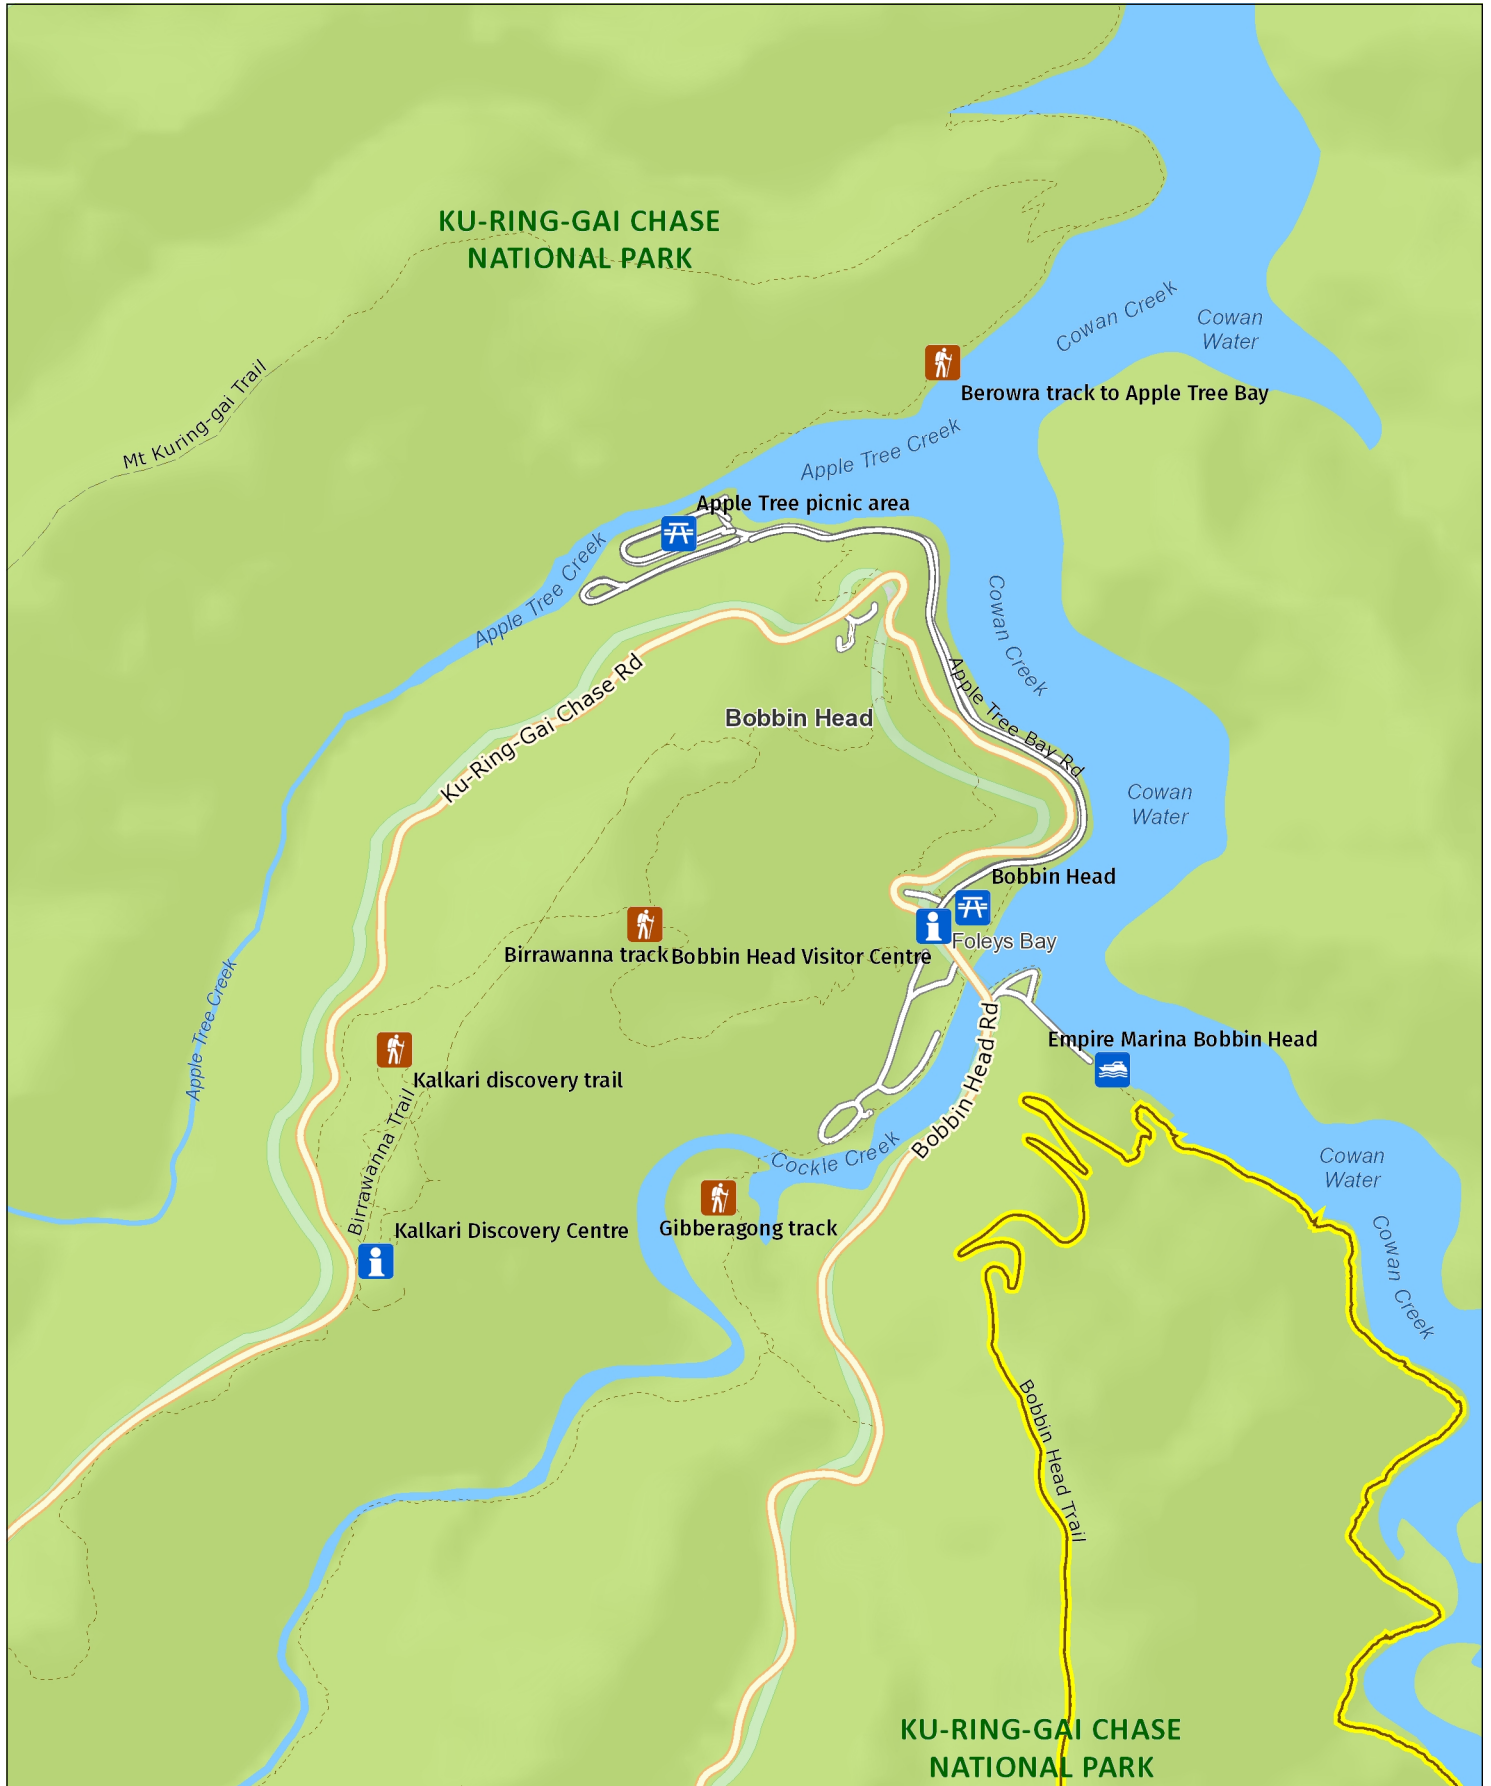 KU-RING-GAI CHASE
NATIONAL PARK
Cowan Creek
Cowan
Water
Mt Kuring-gai Trail
Berowra track to Apple Tree Bay
Apple Tree Creek
Apple Tree picnic area
Apple Tree Creek
Cowan Creek
Ku-Ring-Gai Chase Rd
Apple Tree Bay Rd
Bobbin Head
Cowan
Water
Bobbin Head
Foleys Bay
Birrawanna track
Bobbin Head Visitor Centre
Apple Tree Creek
Bobbin Head Rd
Empire Marina Bobbin Head
Kalkari discovery trail
Birrawanna Trail
Cockle Creek
Cowan
Water
Gibberagong track
Kalkari Discovery Centre
Cowan Creek
Bobbin Head Trail
KU-RING-GAI CHASE
NATIONAL PARK